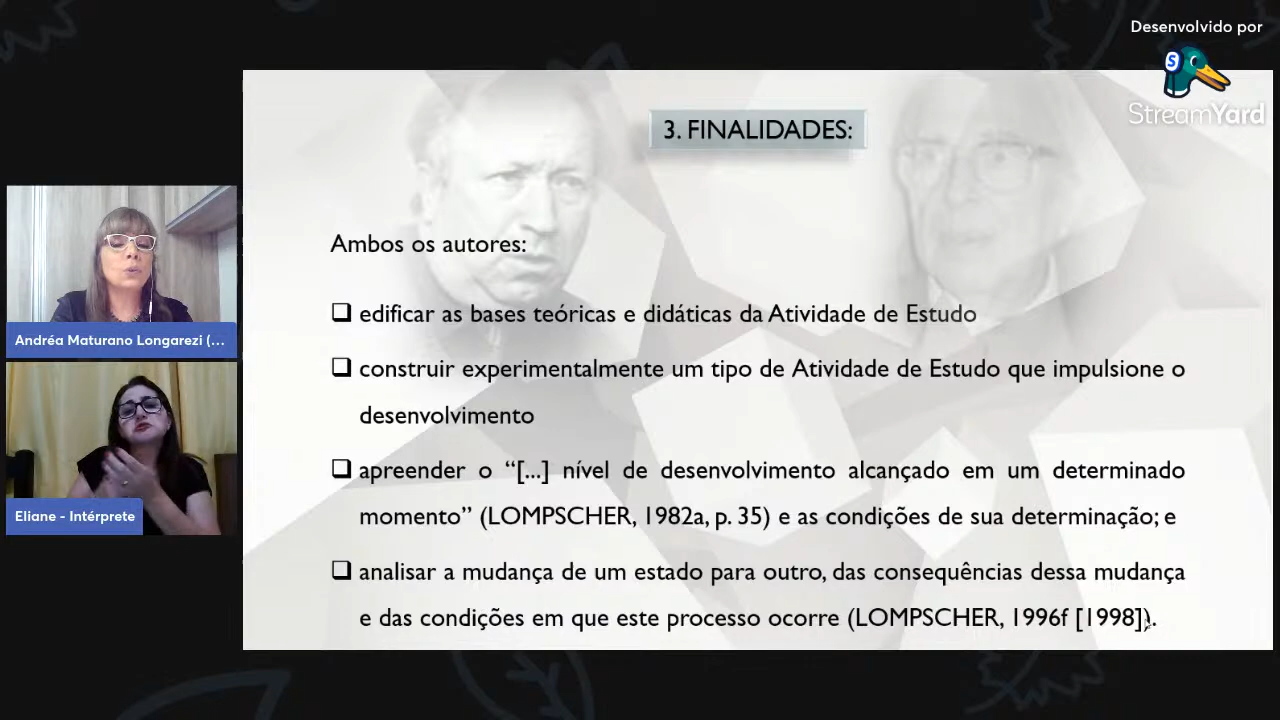 Desenvolvido por
StreamYard
3. FINALIDADES:
Ambos os autores:
❑ edificar as bases teóricas e didáticas da Atividade de Estudo
❑ construir experimentalmente um tipo de Atividade de Estudo que impulsione o
desenvolvimento
❑ apreender o “[...] nível de desenvolvimento alcançado em um determinado
momento” (LOMPSCHER, 1982a, p. 35) e as condições de sua determinação; e
❑ analisar a mudança de um estado para outro, das consequências dessa mudança
e das condições em que este processo ocorre (LOMPSCHER, 1996f [1998]).
Andréa Maturano Longarezi (...
Eliane - Intérprete